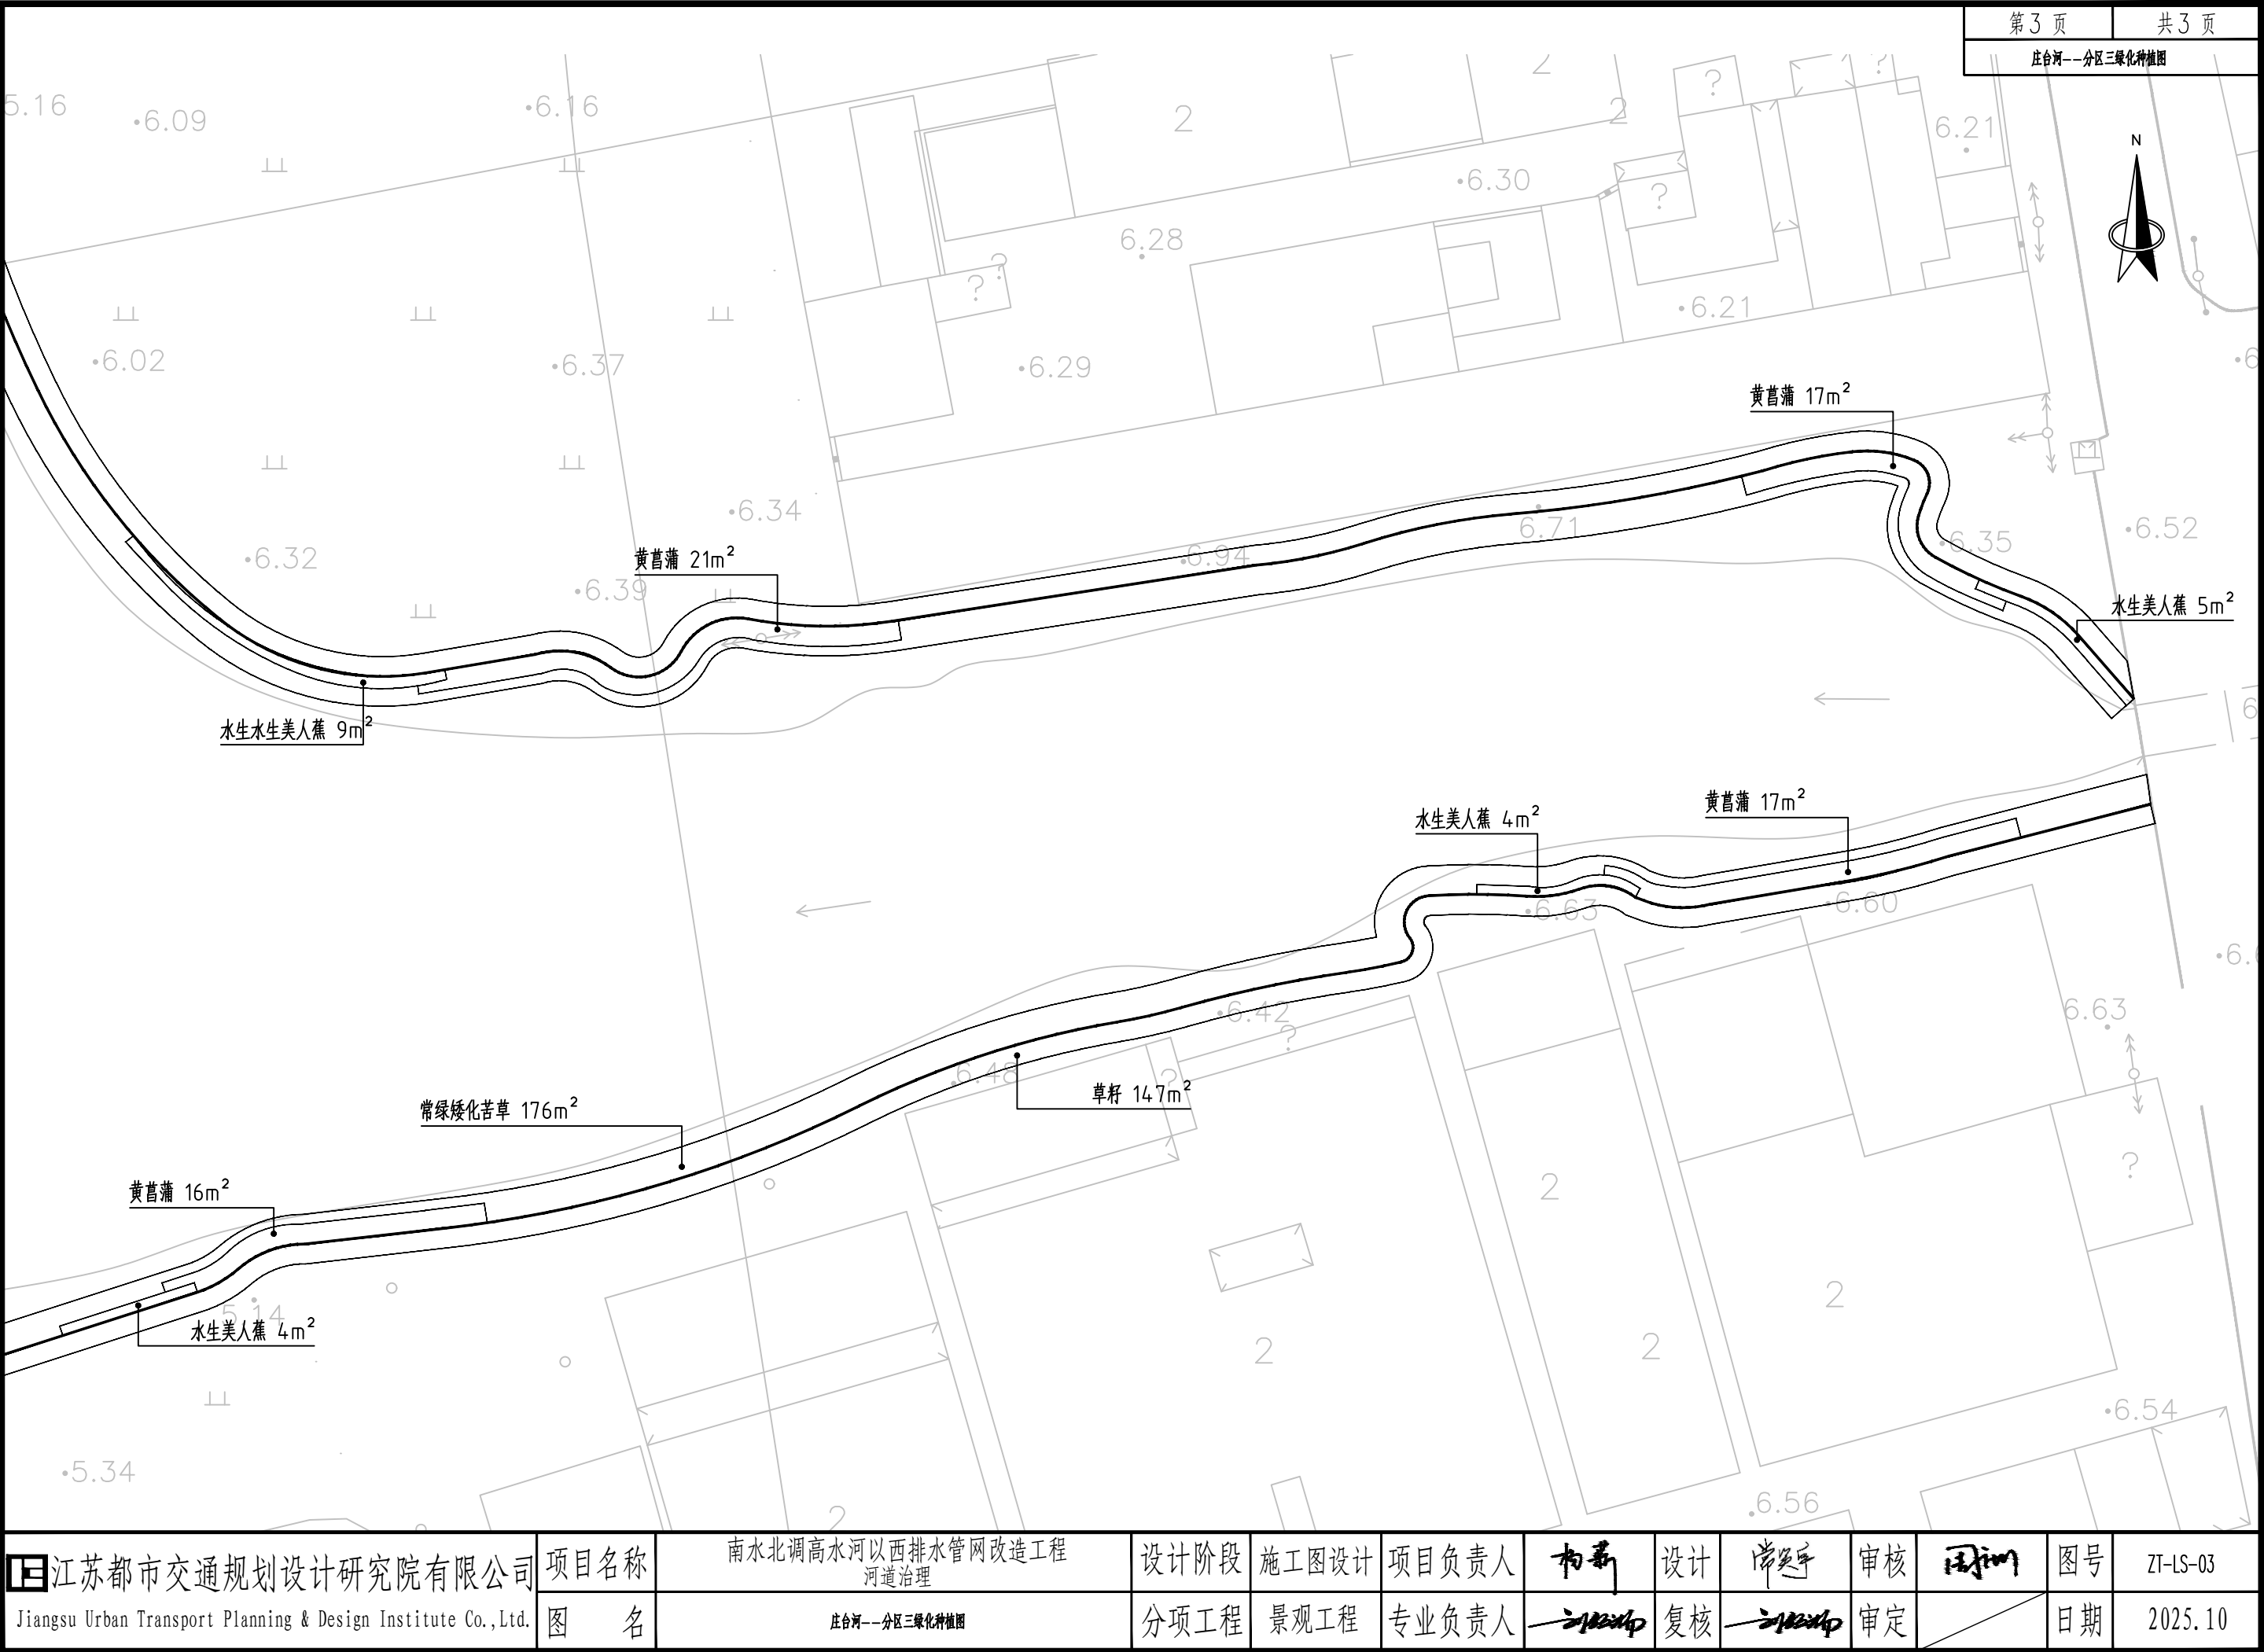 第3 页 共3 页
庄台河--分区三绿化种植图
N
5.16
6.09
6.16
2
2
2
?
?
6.21
6.30
?
6.28
?
?
6.21
6.02
6.37
6.29
黄菖蒲 17m²
6.34
6.71
6.52
6.32
黄菖蒲 21m²
6.94
6.35
6.39
水生美人蕉 5m²
水生水生美人蕉 9m²
水生美人蕉 4m²
黄菖蒲 17m²
6.63
6.60
6.42
?
6.63
6.48
?
草籽 147m²
常绿矮化苦草 176m²
黄菖蒲 16m²
2
?
5.14
水生美人蕉 4m²
2
2
2
6.54
5.34
2
6.56
江苏都市交通规划设计研究院有限公司
Jiangsu Urban Transport Planning & Design Institute Co.,Ltd.
项目名称 南水北调高水河以西排水管网改造工程
河道治理
设计阶段 施工图设计 项目负责人 设计 审核 图号 ZT-LS-03
图 名 庄台河--分区三绿化种植图 分项工程 景观工程 专业负责人 复核 审定 日期 2025.10